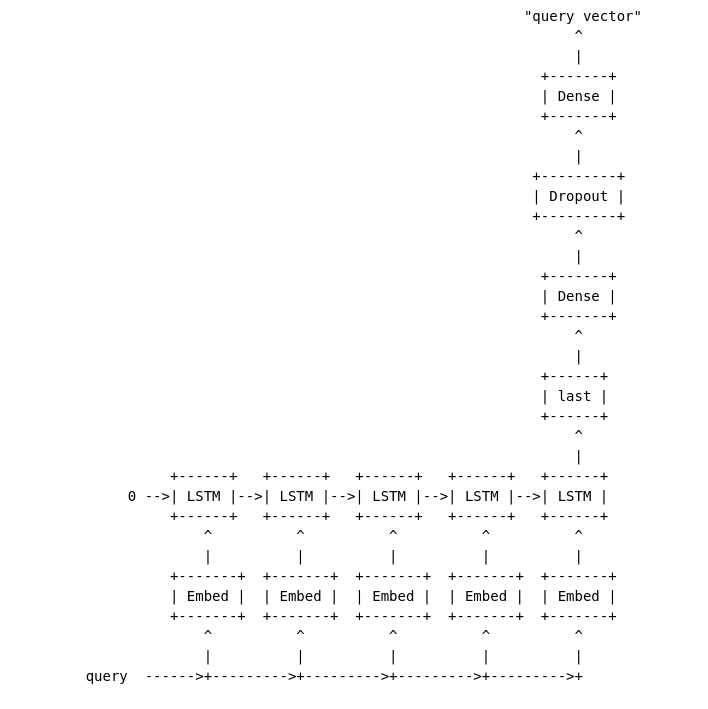 "query vector"
                                                           ^
                                                           |
                                                       +-------+
                                                       | Dense |
                                                       +-------+
                                                           ^
                                                           |
                                                      +---------+
                                                      | Dropout |
                                                      +---------+
                                                           ^
                                                           |
                                                       +-------+
                                                       | Dense |
                                                       +-------+
                                                           ^
                                                           |
                                                       +------+
                                                       | last |
                                                       +------+
                                                           ^
                                                           |
           +------+   +------+   +------+   +------+   +------+
      0 -->| LSTM |-->| LSTM |-->| LSTM |-->| LSTM |-->| LSTM |
           +------+   +------+   +------+   +------+   +------+
               ^          ^          ^          ^          ^
               |          |          |          |          |
           +-------+  +-------+  +-------+  +-------+  +-------+
           | Embed |  | Embed |  | Embed |  | Embed |  | Embed |
           +-------+  +-------+  +-------+  +-------+  +-------+
               ^          ^          ^          ^          ^
               |          |          |          |          |
 query  ------>+--------->+--------->+--------->+--------->+